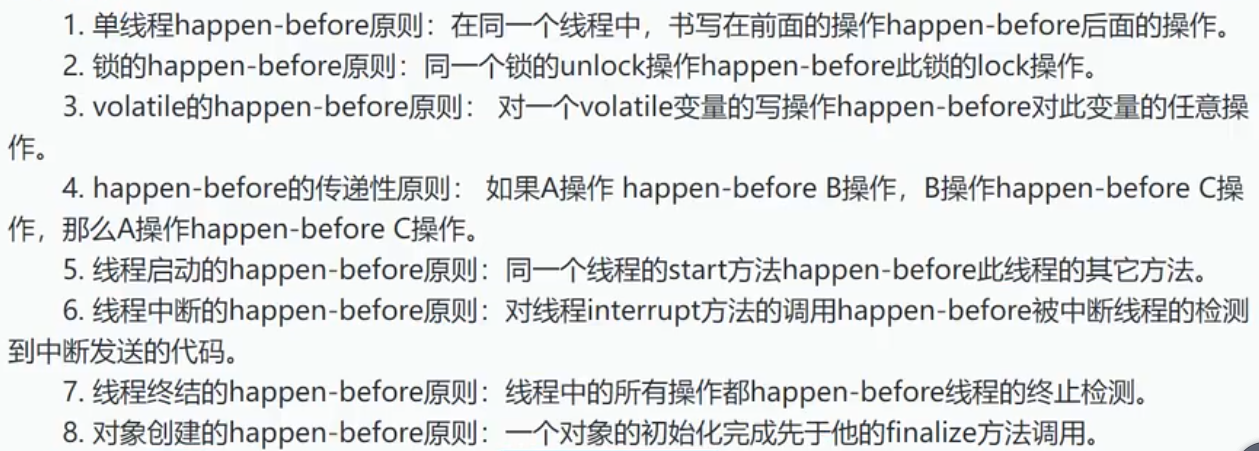 1. 单线程happen-before原则：在同一个线程中，书写在前面的操作happen-before后面的操作。
2. 锁的happen-before原则：同一个锁的unlock操作happen-before此锁的lock操作。
3. volatile的happen-before原则： 对一个volatile变量的写操作happen-before对此变量的任意操
作。
4. happen-before的传递性原则： 如果A操作 happen-before B操作，B操作happen-before C操
作，那么A操作happen-before C操作。
5. 线程启动的happen-before原则：同一个线程的start方法happen-before此线程的其它方法。
6. 线程中断的happen-before原则：对线程interrupt方法的调用happen-before被中断线程的检测
到中断发送的代码。
7. 线程终结的happen-before原则：线程中的所有操作都happen-before线程的终止检测。
8. 对象创建的happen-before原则：一个对象的初始化完成先于他的finalize方法调用。